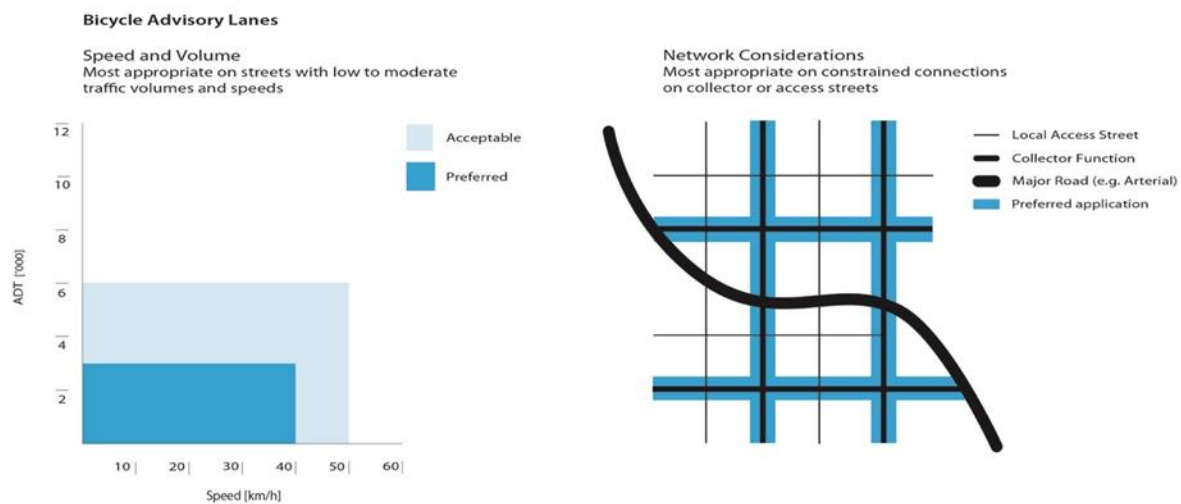 Bicycle Advisory Lanes
Speed and Volume
Most appropriate on streets with low to moderate
traffic volumes and speeds
12
10
8
6
4
2
ADT ['000]
10 20 30 40 50 60
Speed [km/h]
Acceptable
Preferred
Network Considerations
Most appropriate on constrained connections
on collector or access streets
Local Access Street
Collector Function
Major Road (e.g. Arterial)
Preferred application